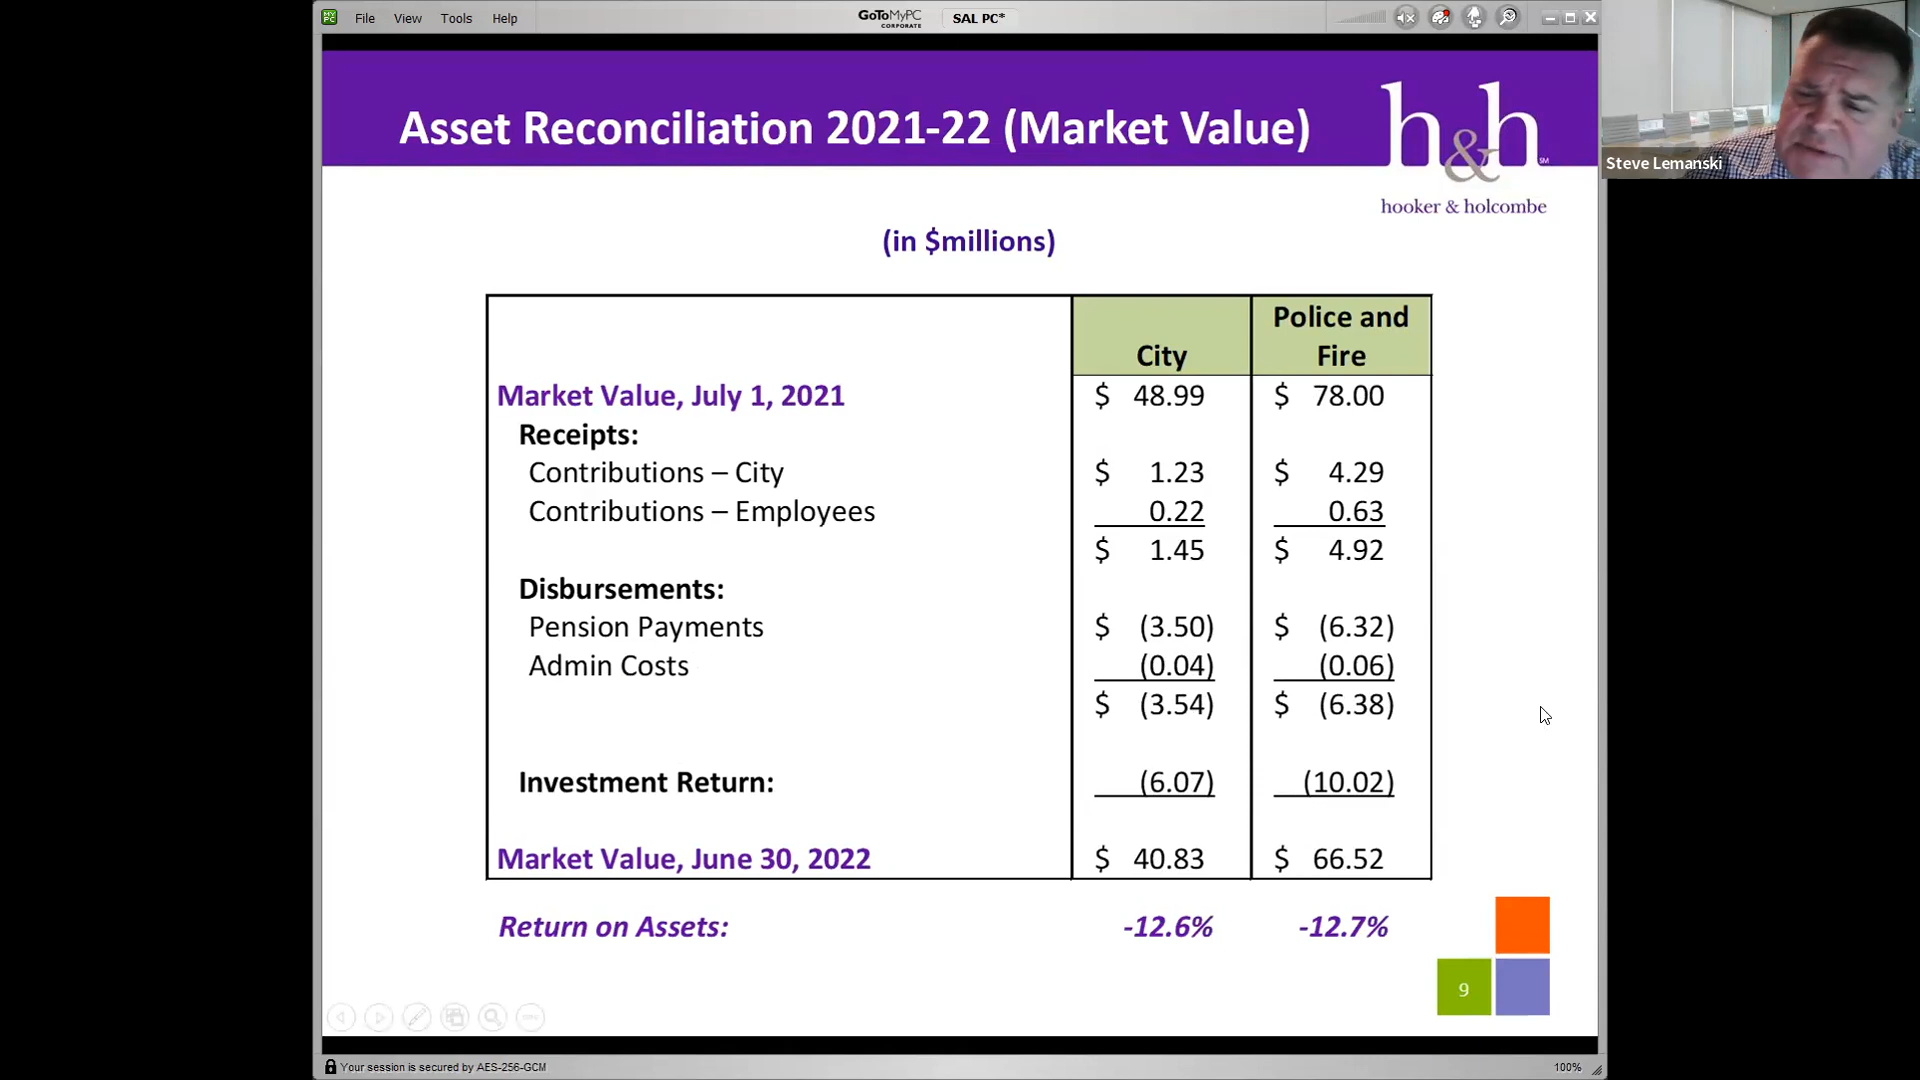 File View Tools Help
GoToMyPC
CORPORATE
SAL PC*
MY
PC
Asset Reconciliation 2021-22 (Market Value)
h&h
SM
hooker & holcombe
Steve Lemanski
(in $millions)
City
Police and
Fire
Market Value, July 1, 2021 $ 48.99 $ 78.00
Receipts:
Contributions – City $ 1.23 $ 4.29
Contributions – Employees 0.22 0.63
$ 1.45 $ 4.92
Disbursements:
Pension Payments $ (3.50) $ (6.32)
Admin Costs (0.04) (0.06)
$ (3.54) $ (6.38)
Investment Return: (6.07) (10.02)
Market Value, June 30, 2022 $ 40.83 $ 66.52
Return on Assets: -12.6% -12.7%
9
Your session is secured by AES-256-GCM
100%